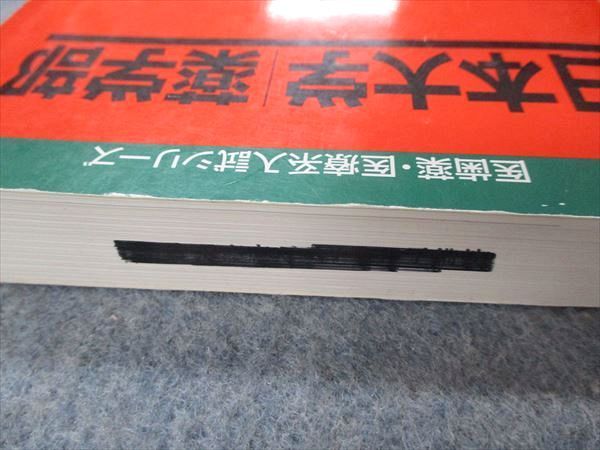 日本大学 薬学部
医歯薬・医療系入試シリーズ